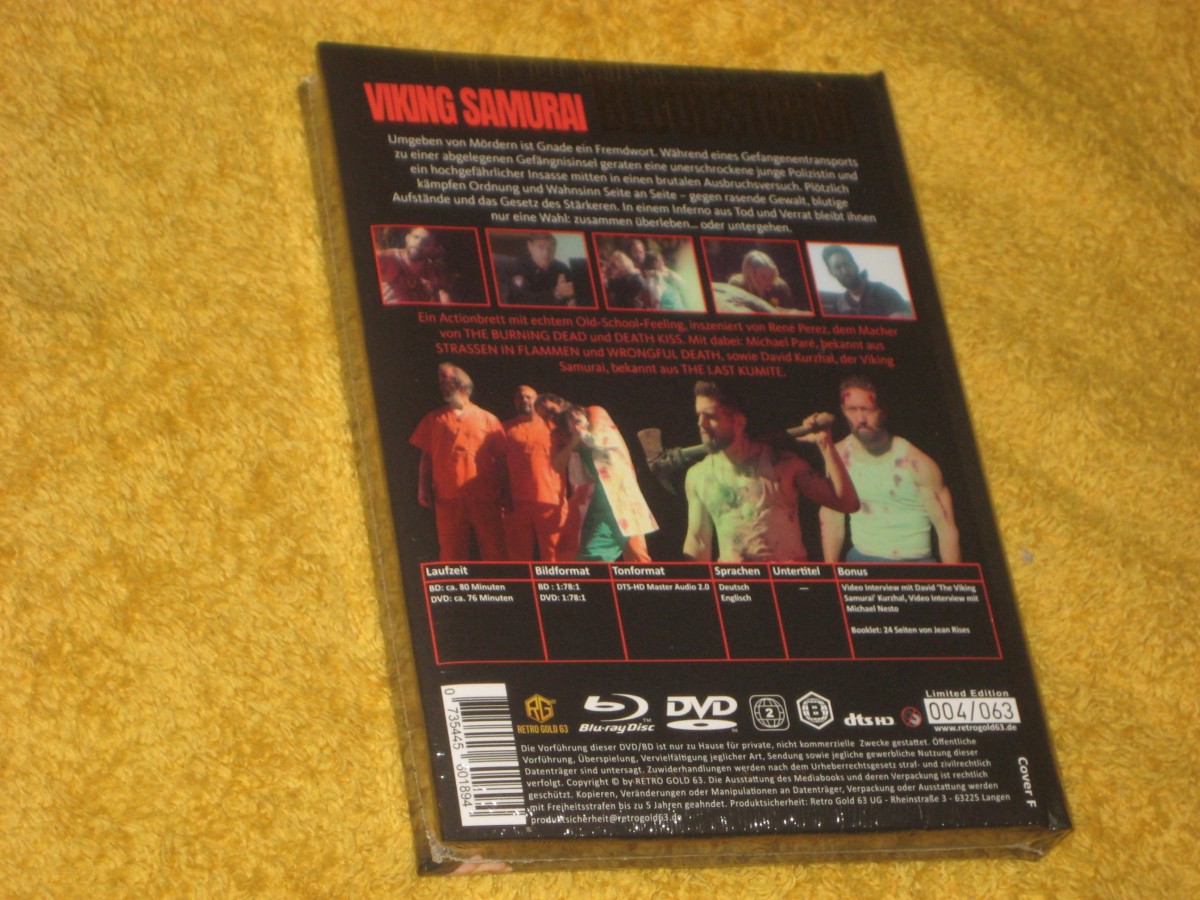 VIKING SAMURAI BLUTIGE STURM
Umgeben von Mördern ist Gnade ein Fremdwort. Während eines Gefangenentransports
zu einer abgelegenen Gefängnisinsel geraten eine unerschrockene junge Polizistin und
ein hochgefährlicher Insasse mitten in einen brutalen Ausbruchsversuch. Plötzlich
kämpfen Ordnung und Wahnsinn Seite an Seite – gegen rasende Gewalt, blutige
Aufstände und das Gesetz des Stärkeren. In einem Inferno aus Tod und Verrat bleibt ihnen
nur eine Wahl: zusammen überleben... oder untergehen.
Ein Actionbrett mit echtem Old-School-Feeling, inszeniert von René Perez, dem Macher
von THE BURNING DEAD und DEATH KISS. Mit dabei: Michael Paré, bekannt aus
STRASSEN IN FLAMMEN und WRONGFUL DEATH, sowie David Kurzhal, der Viking
Samurai, bekannt aus THE LAST KUMITE.
Laufzeit Bildformat Tonformat Sprachen Untertitel Bonus
BD: ca. 80 Minuten BD : 1:78:1 DTS-HD Master Audio 2.0 Deutsch — Video Interview mit David 'The Viking
DVD: ca. 76 Minuten DVD: 1:78:1 Englisch Samurai' Kurzhal, Video Interview mit
Michael Nesto
Booklet: 24 Seiten von Jean Rises
0 735445 601894
RG
RETRO GOLD 63
Blu-ray Disc
DVD
2
B
dts HD
Limited Edition
004/063
www.retrogold63.de
Die Vorführung dieser DVD/BD ist nur zu Hause für private, nicht kommerzielle Zwecke gestattet. Öffentliche
Vorführung, Überspielung, Vervielfältigung jeglicher Art, Sendung sowie jegliche gewerbliche Nutzung dieser
Datenträger sind untersagt. Zuwiderhandlungen werden nach dem Urheberrechtsgesetz straf- und zivilrechtlich
verfolgt. Copyright © by RETRO GOLD 63. Die Ausstattung des Mediabooks und deren Verpackung ist rechtlich
geschützt. Kopieren, Veränderungen oder Manipulationen an Datenträger, Verpackung oder Ausstattung werden
mit Freiheitsstrafen bis zu 5 Jahren geahndet. Produktsicherheit: Retro Gold 63 UG - Rheinstraße 3 - 63225 Langen
produktsicherheit@retrogold63.de
Cover F